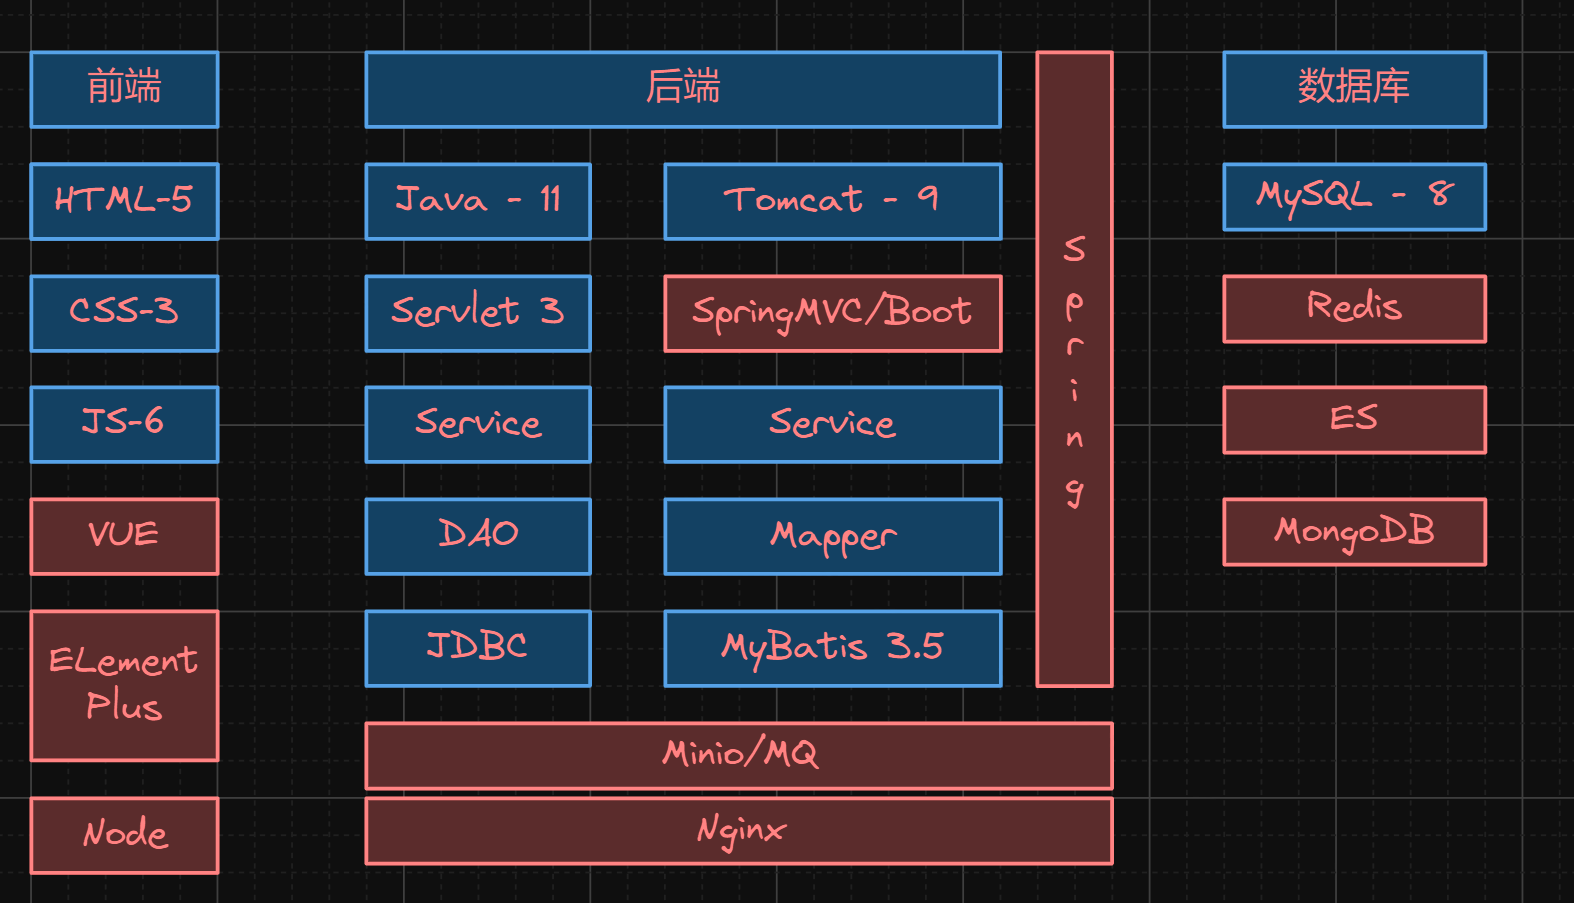 前端
后端
数据库
HTML-5
Java - 11
Tomcat - 9
MySQL - 8
CSS-3
Servlet 3
SpringMVC/Boot
Spring
Redis
JS-6
Service
Service
ES
VUE
DAO
Mapper
MongoDB
ELement
Plus
JDBC
MyBatis 3.5
Minio/MQ
Node
Nginx